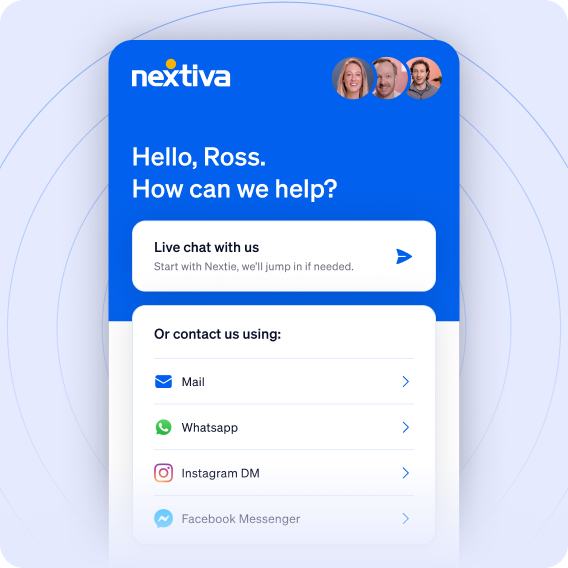 nextiva
Hello, Ross.
How can we help?
Live chat with us
Start with Nextie, we'll jump in if needed.
Or contact us using:
Mail
Whatsapp
Instagram DM
Facebook Messenger